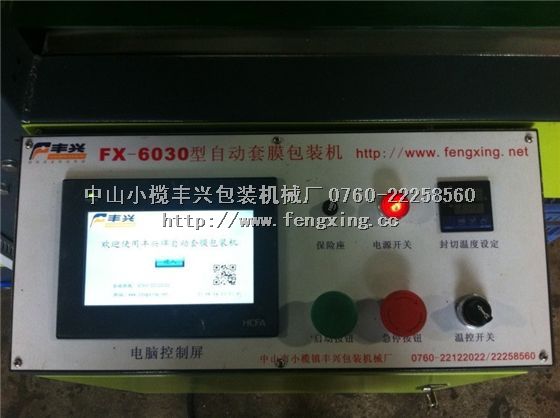 丰兴 FX-6030型自动套膜包装机 http://www.fengxing.net
中山小榄丰兴包装机械厂 0760-22258560
http://www.fengxing.cc
丰兴
欢迎使用丰兴牌自动套膜包装机
HCFA
保险座 电源开关 封切温度设定
启动按钮 急停按钮 温控开关
电脑控制屏
中山市小榄镇丰兴包装机械厂 0760-22122022/22258560